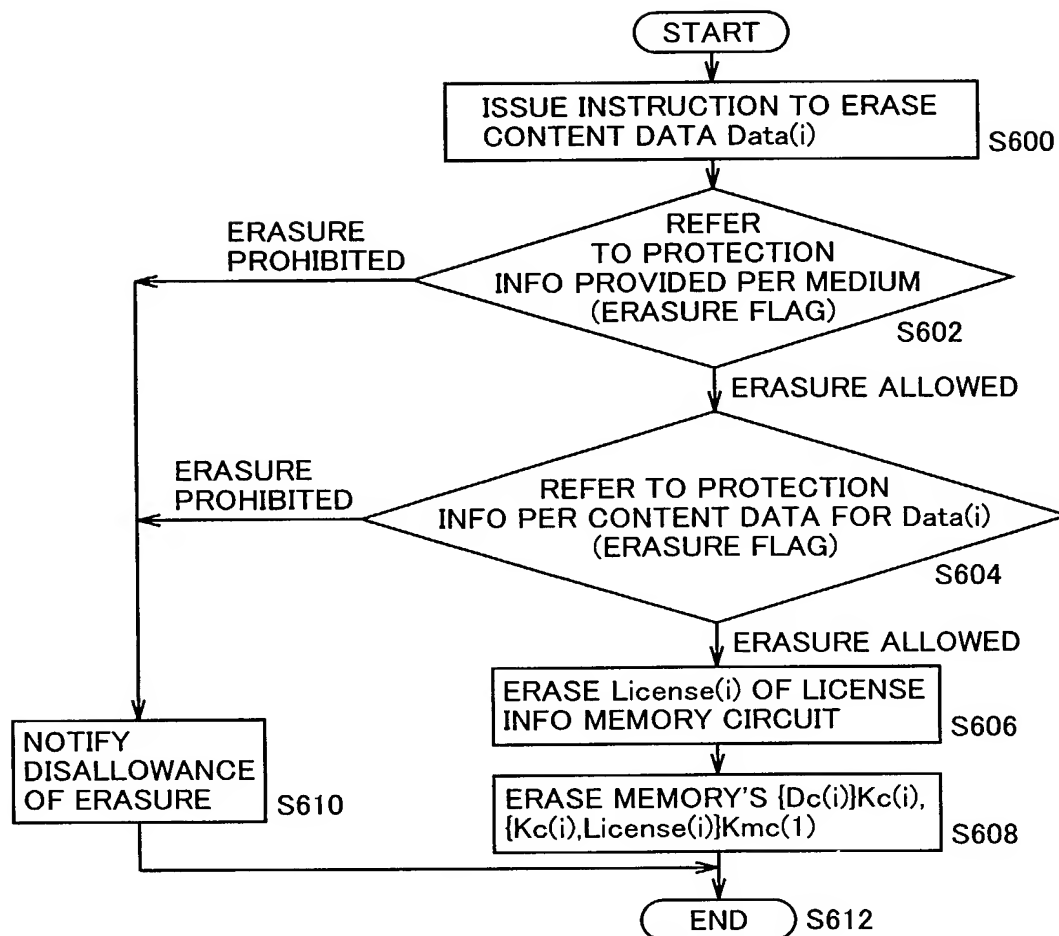 START
ISSUE INSTRUCTION TO ERASE
CONTENT DATA Data(i)
S600
ERASURE
PROHIBITED
REFER
TO PROTECTION
INFO PROVIDED PER MEDIUM
(ERASURE FLAG)
S602
ERASURE ALLOWED
ERASURE
PROHIBITED
REFER TO PROTECTION
INFO PER CONTENT DATA FOR Data(i)
(ERASURE FLAG)
S604
ERASURE ALLOWED
ERASE License(i) OF LICENSE
INFO MEMORY CIRCUIT
S606
NOTIFY
DISALLOWANCE
OF ERASURE
S610
ERASE MEMORY'S {Dc(i)}Kc(i),
{Kc(i),License(i)}Kmc(1)
S608
END
S612